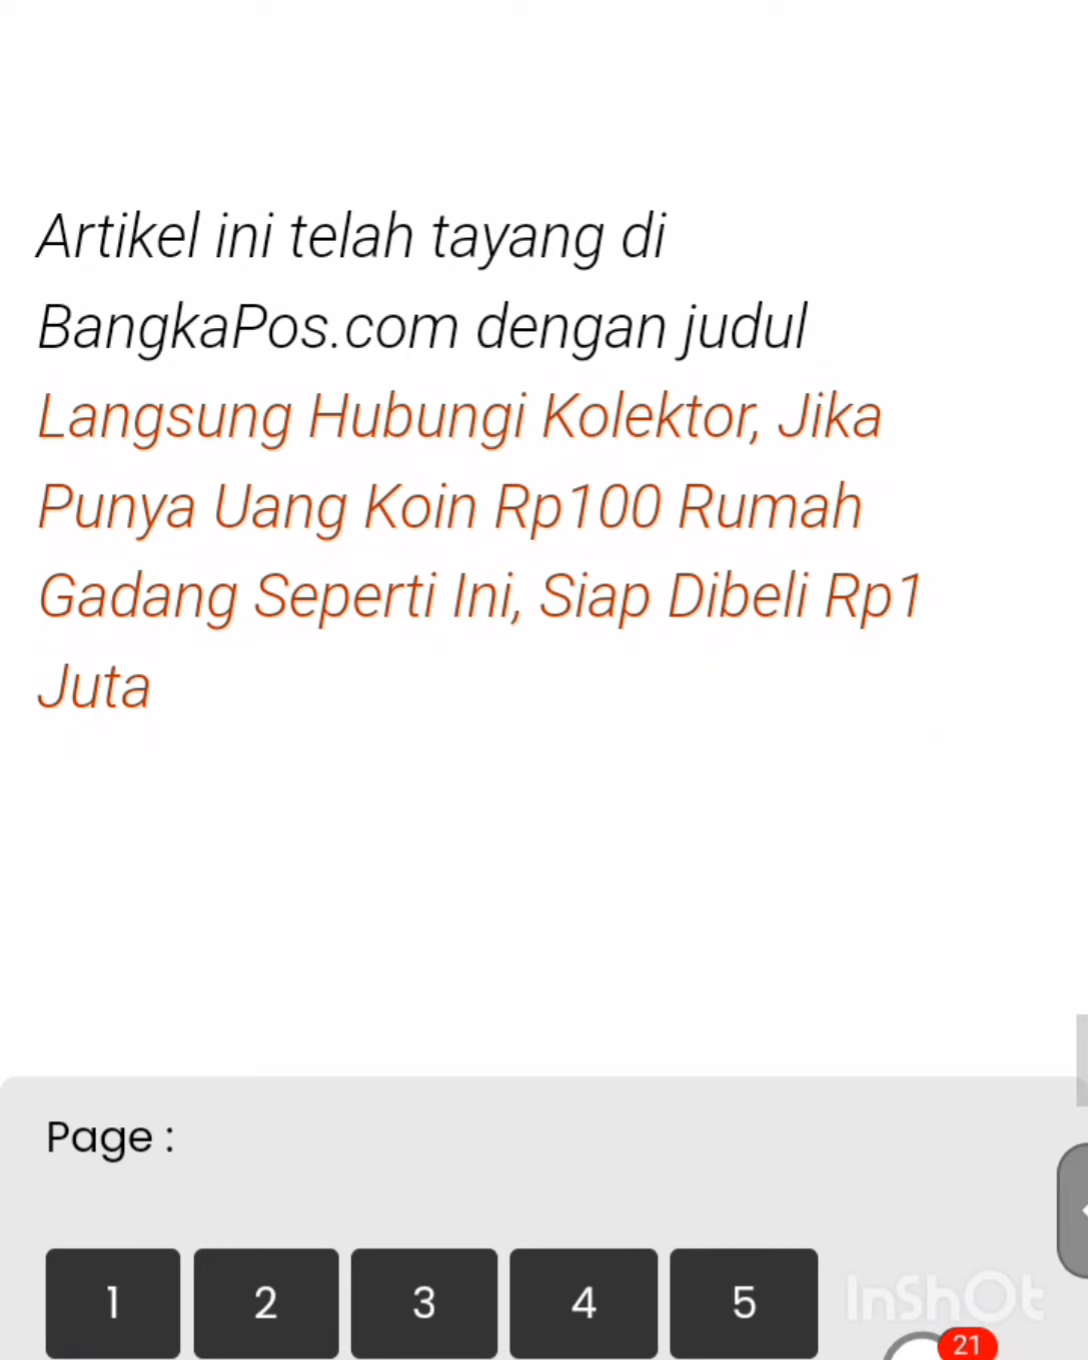 Artikel ini telah tayang di
BangkaPos.com dengan judul
Langsung Hubungi Kolektor, Jika
Punya Uang Koin Rp100 Rumah
Gadang Seperti Ini, Siap Dibeli Rp1
Juta
Page :
1 2 3 4 5
InShOt
21